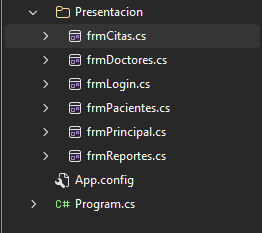 Presentacion
frmCitas.cs
frmDoctores.cs
frmLogin.cs
frmPacientes.cs
frmPrincipal.cs
frmReportes.cs
App.config
C# Program.cs